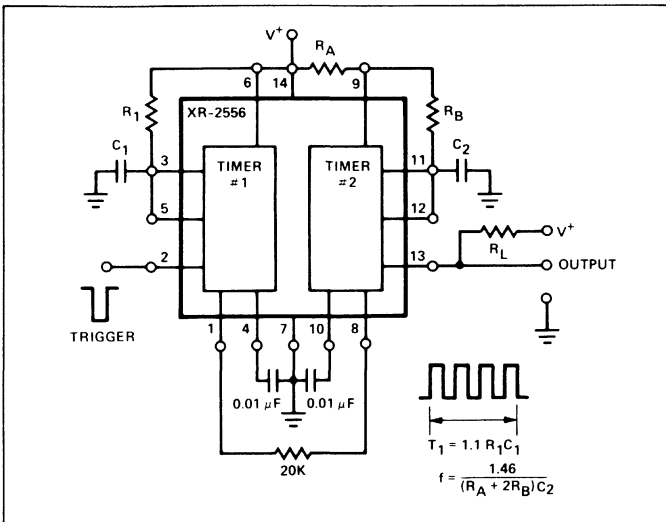 V+
RA
6
14
9
R1
XR-2556
RB
C1
3
TIMER
#1
TIMER
#2
11
C2
5
12
2
13
RL
V+
OUTPUT
TRIGGER
1
4
7
10
8
0.01 μF
0.01 μF
20K
T1 = 1.1 R1C1
f = 1.46 / (RA + 2RB)C2